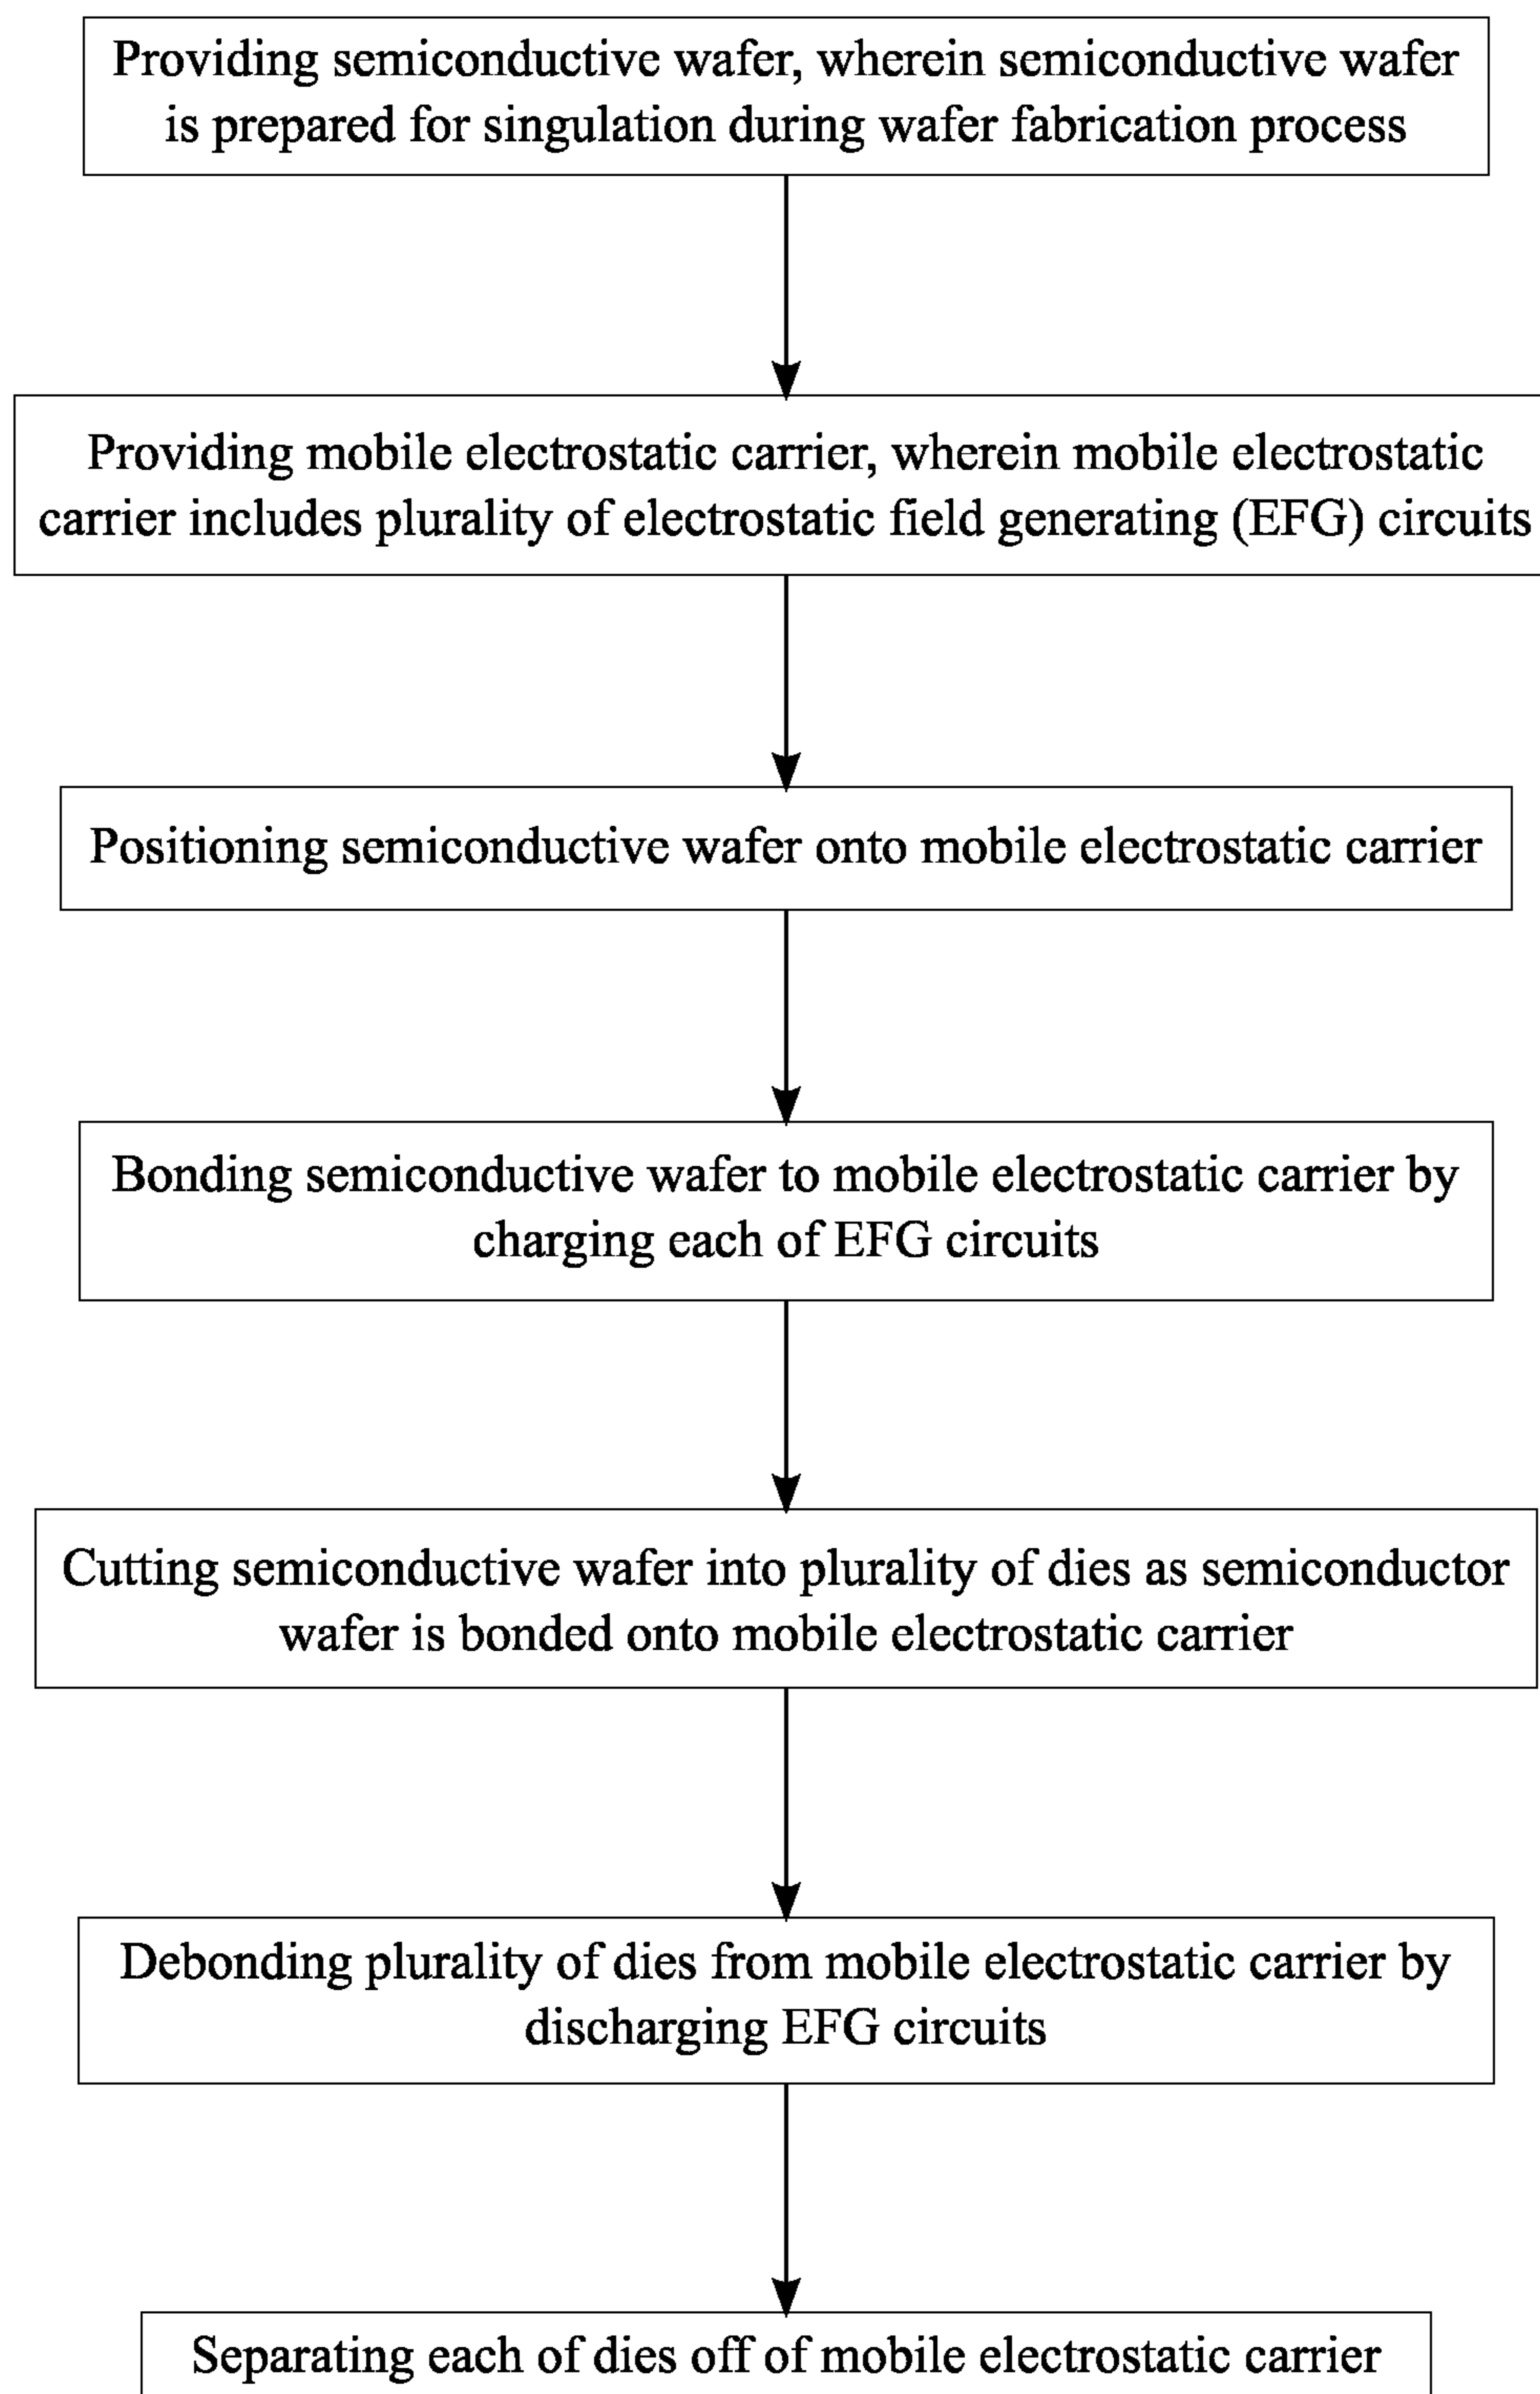 Providing semiconductive wafer, wherein semiconductive wafer
is prepared for singulation during wafer fabrication process
Providing mobile electrostatic carrier, wherein mobile electrostatic
carrier includes plurality of electrostatic field generating (EFG) circuits
Positioning semiconductive wafer onto mobile electrostatic carrier
Bonding semiconductive wafer to mobile electrostatic carrier by
charging each of EFG circuits
Cutting semiconductive wafer into plurality of dies as semiconductor
wafer is bonded onto mobile electrostatic carrier
Debonding plurality of dies from mobile electrostatic carrier by
discharging EFG circuits
Separating each of dies off of mobile electrostatic carrier